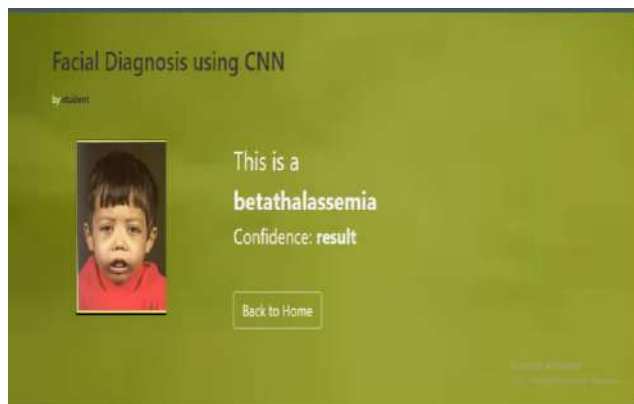 Facial Diagnosis using CNN
by student
This is a
betathalassemia
Confidence: result
Back to Home